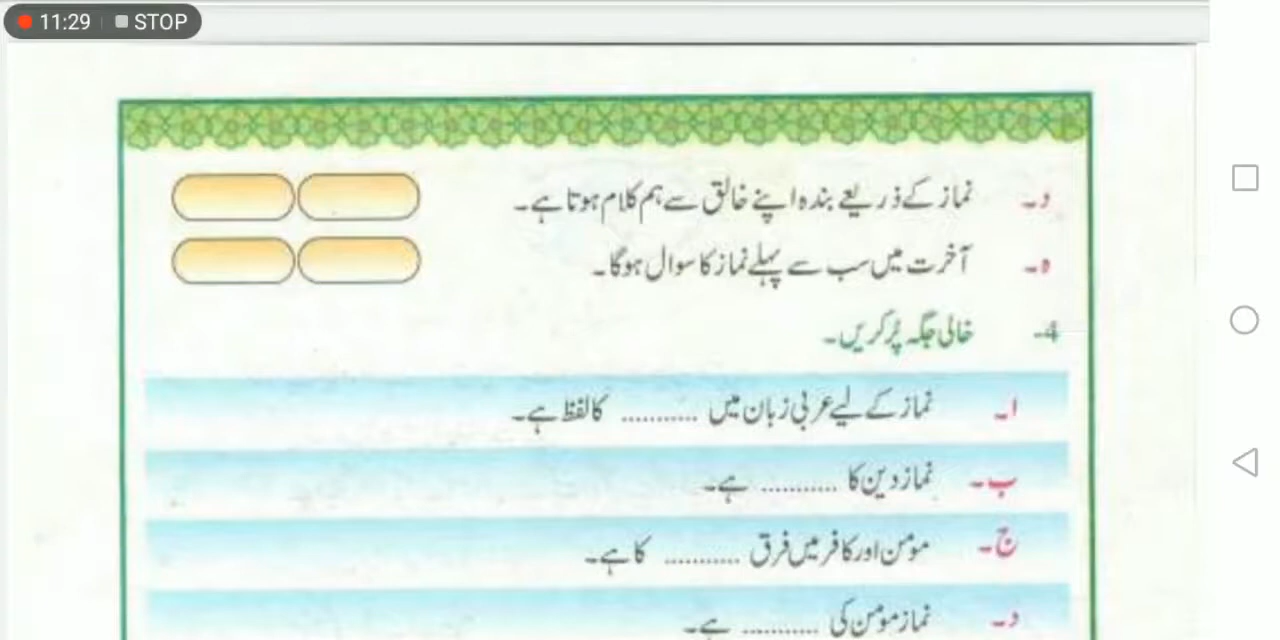 11:29 STOP
د۔ نماز کے ذریعے بندہ اپنے خالق سے ہم کلام ہوتا ہے۔
ہ۔ آخرت میں سب سے پہلے نماز کا سوال ہوگا۔
4- خالی جگہ پُر کریں۔
ا۔ نماز کے لیے عربی زبان میں ........... کا لفظ ہے۔
ب۔ نماز دین کا ........... ہے۔
ج۔ مومن اور کافر میں فرق ........... کا ہے۔
د۔ نماز مومن کی ........... ہے۔